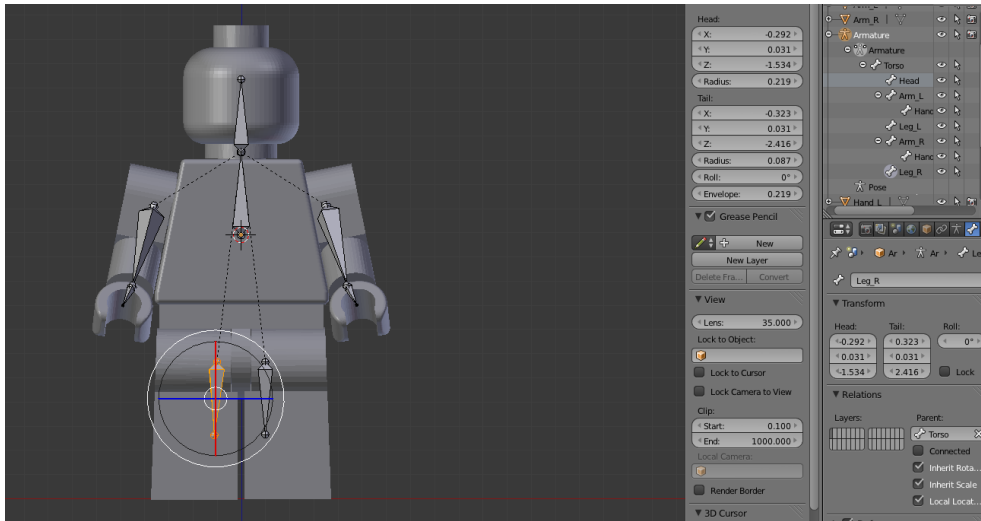 Head:
X: -0.292
Y: 0.031
Z: -1.534
Radius: 0.219
Tail:
X: -0.323
Y: 0.031
Z: -2.416
Radius: 0.087
Roll: 0°
Envelope: 0.219
Grease Pencil
New
New Layer
Delete Fra... Convert
View
Lens: 35.000
Lock to Object:
Lock to Cursor
Lock Camera to View
Clip:
Start: 0.100
End: 1000.000
Local Camera:
Render Border
3D Cursor
Arm_R
Armature
Armature
Torso
Head
Arm_L
Hand
Leg_L
Arm_R
Hand
Leg_R
Pose
Hand_L
Ar Ar Le
Leg_R
Transform
Head: Tail: Roll:
-0.292 0.323 0°
0.031 0.031
-1.534 2.416 Lock
Relations
Layers: Parent:
Torso
Connected
Inherit Rota...
Inherit Scale
Local Locat...